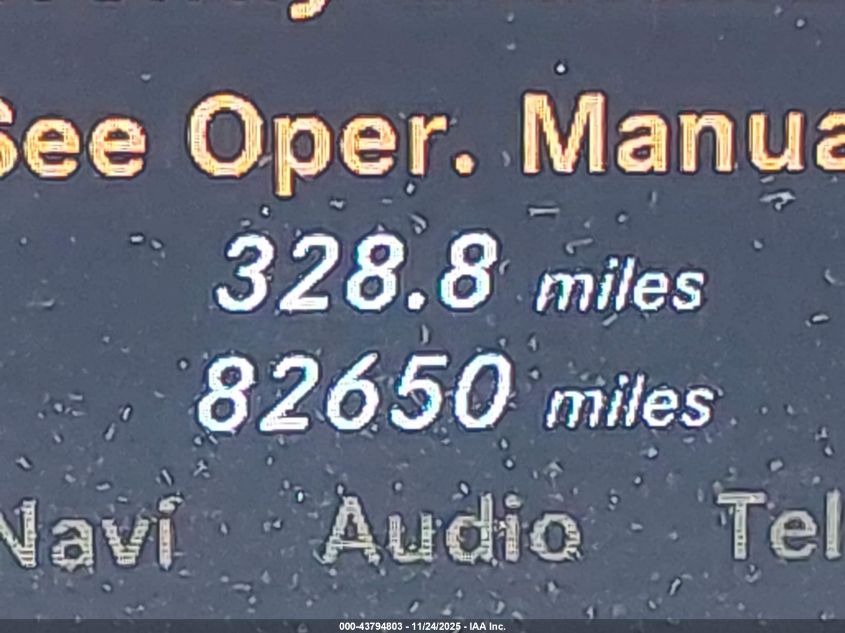 See Oper. Manua
328.8 miles
82650 miles
Navi Audio Tel
000-43794803 - 11/24/2025 - IAA Inc.